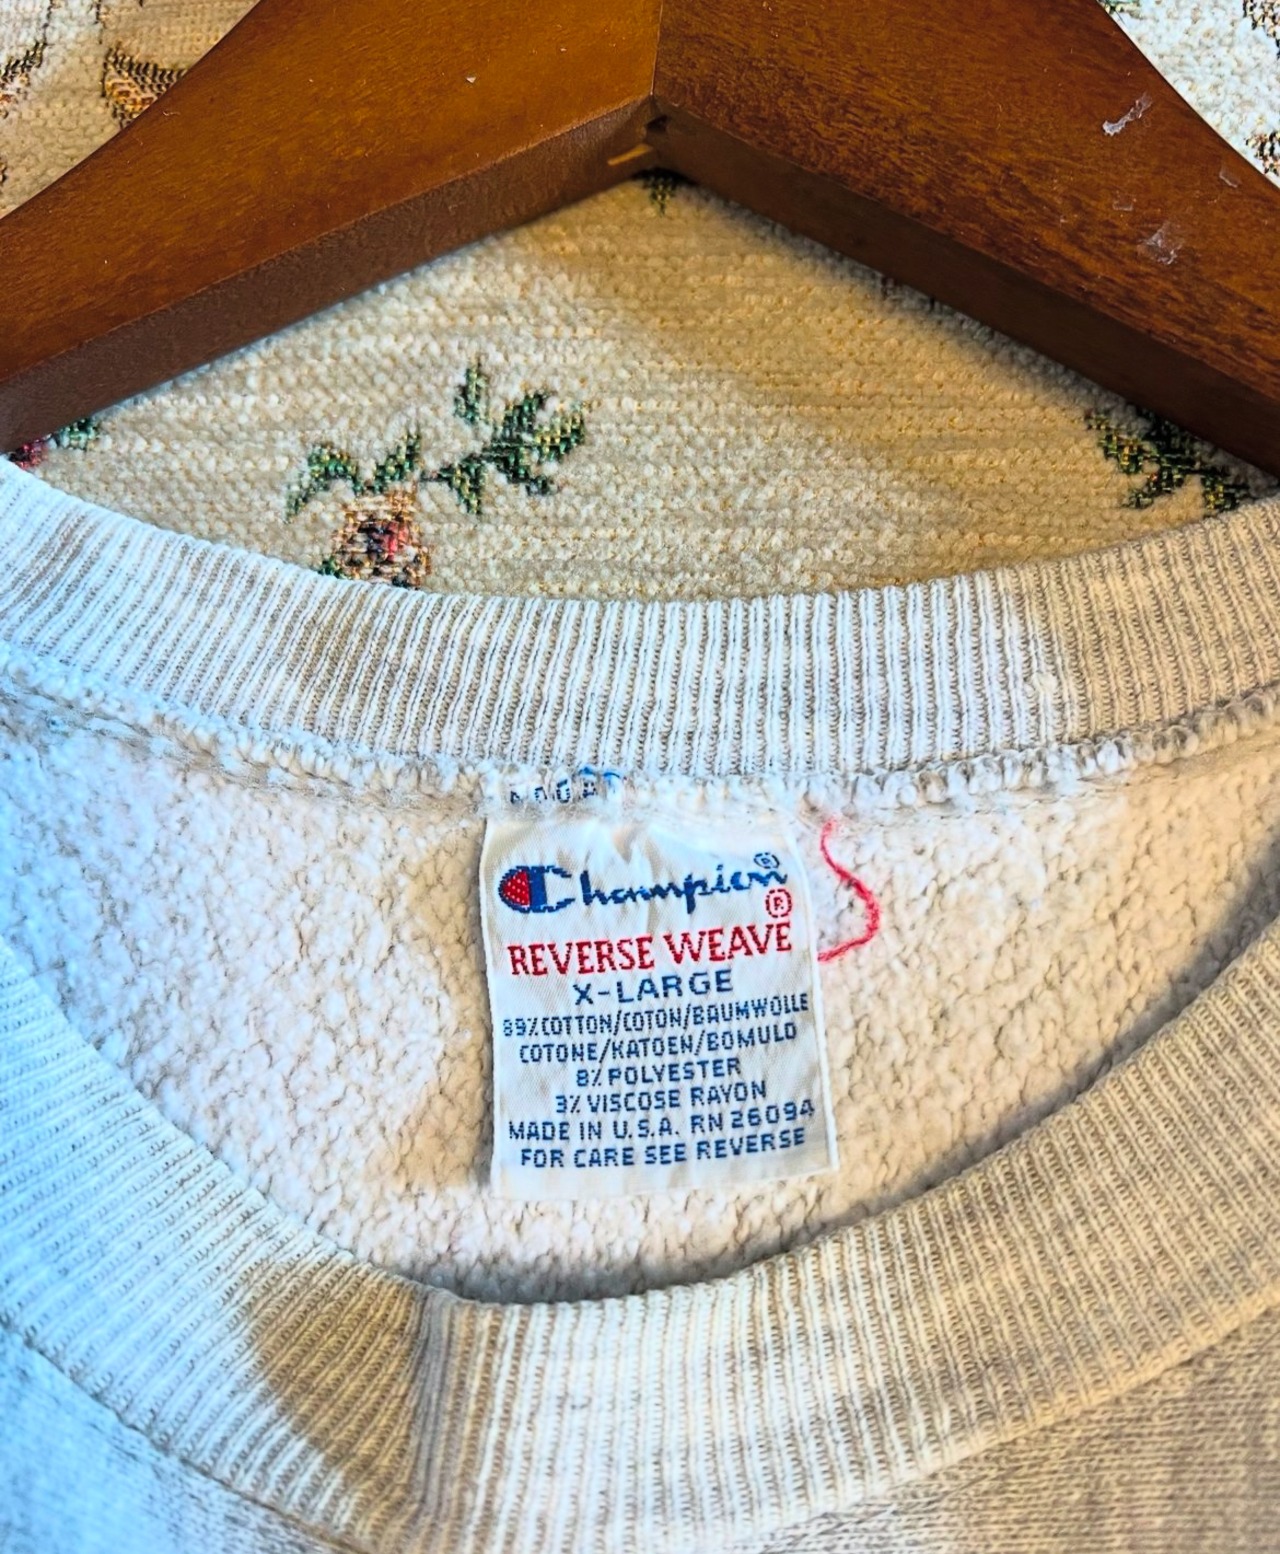 Champion®
®
REVERSE WEAVE
X-LARGE
89% COTTON/COTON/BAUMWOLLE
COTONE/KATOEN/BOMULD
8% POLYESTER
3% VISCOSE RAYON
MADE IN U.S.A. RN 26094
FOR CARE SEE REVERSE